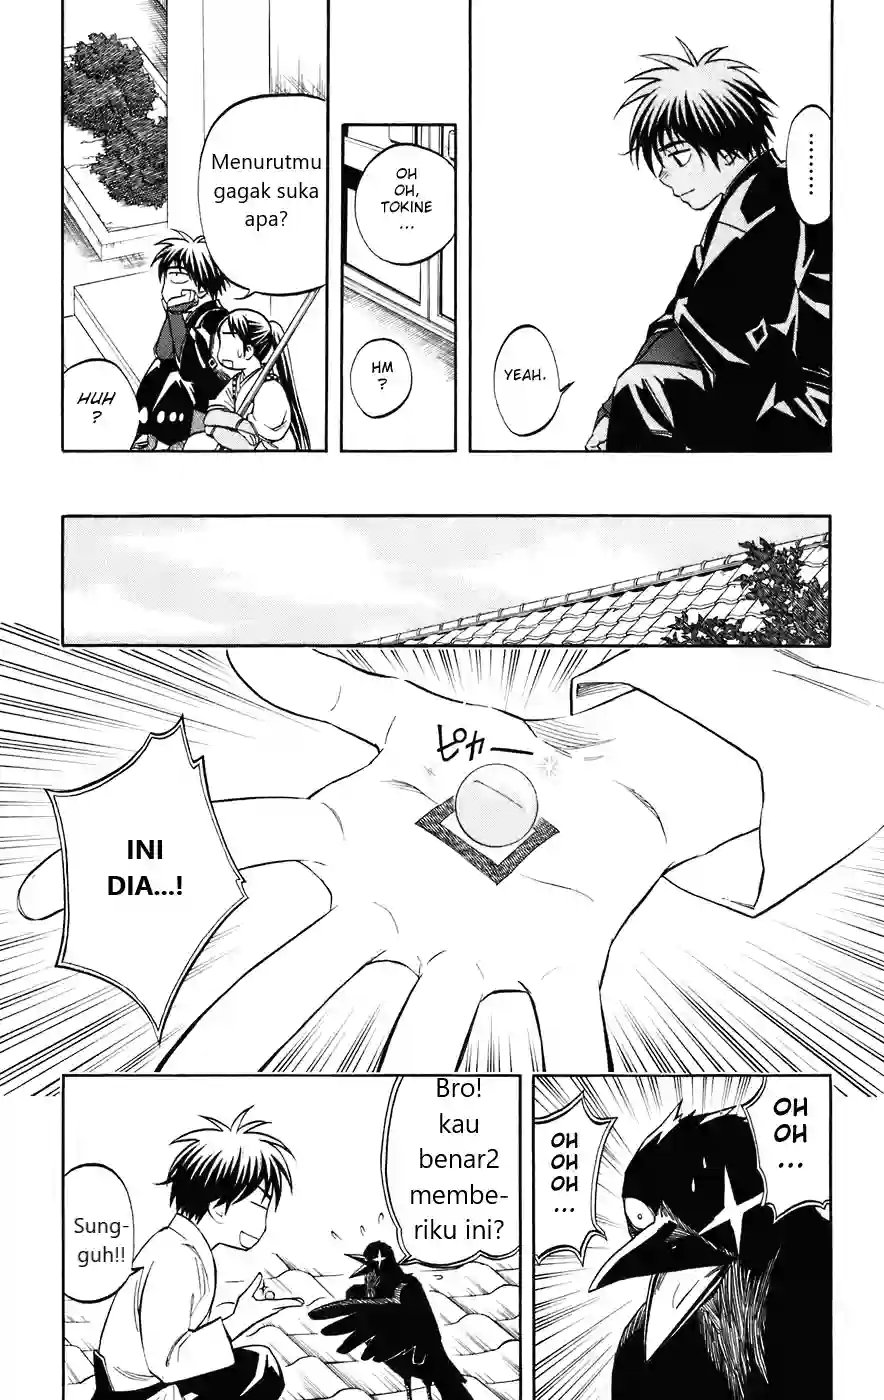 .........
YEAH.
OH
OH,
TOKINE
...
HM
?
Menurutmu
gagak suka
apa?
HUH
?
ピカー
INI
DIA...!
OH
OH
...
OH
OH
OH
...
Bro!
kau
benar2
membe-
riku ini?
Sung-
guh!!